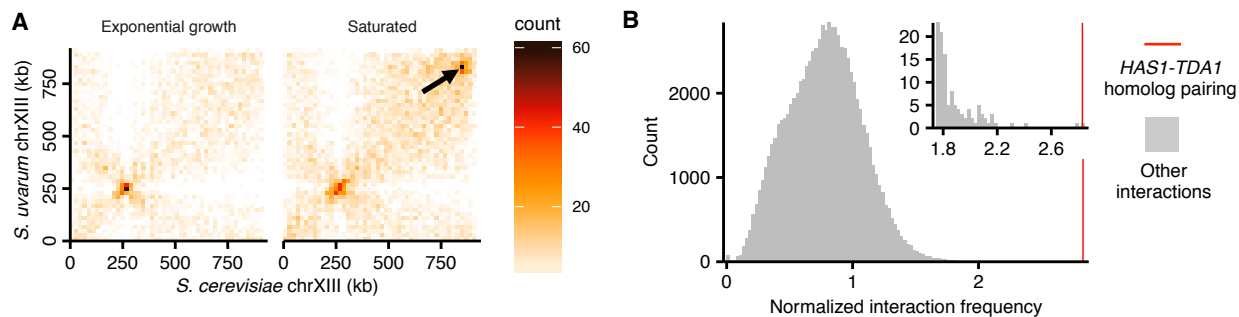 A
Exponential growth
Saturated
S. uvarum chrXIII (kb)
750
500
250
0
0 250 500 750
0 250 500 750
S. cerevisiae chrXIII (kb)
count
60
40
20
B
Count
2000
1000
0
0 1 2
Normalized interaction frequency
20
15
10
5
0
1.8 2.2 2.6
HAS1-TDA1
homolog pairing
Other
interactions